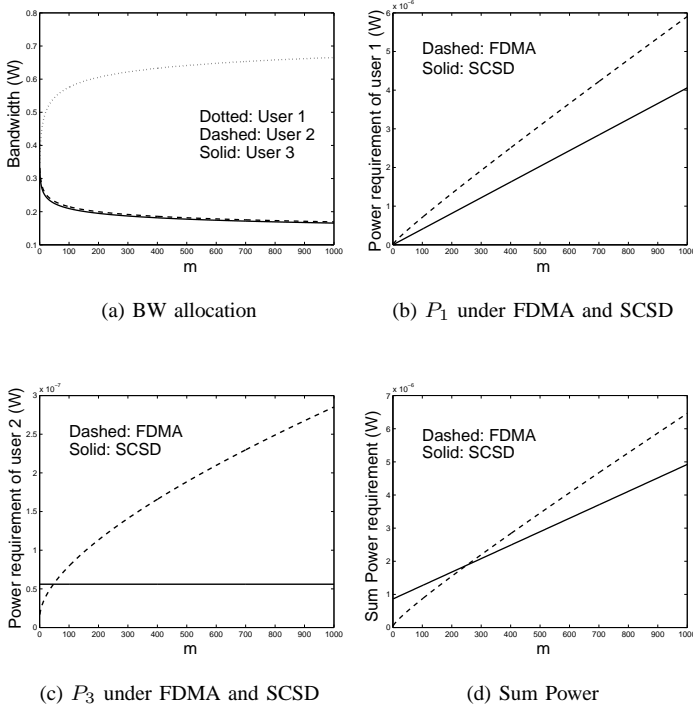 0.8
0.7
0.6
0.5
0.4
0.3
0.2
0.1
Bandwidth (W)
Dotted: User 1
Dashed: User 2
Solid: User 3
0 100 200 300 400 500 600 700 800 900 1000
m
(a) BW allocation
x 10⁻⁶
6
5
4
3
2
1
0
Power requirement of user 1 (W)
Dashed: FDMA
Solid: SCSD
0 100 200 300 400 500 600 700 800 900 1000
m
(b) P₁ under FDMA and SCSD
x 10⁻⁷
3
2.5
2
1.5
1
0.5
0
Power requirement of user 2 (W)
Dashed: FDMA
Solid: SCSD
0 100 200 300 400 500 600 700 800 900 1000
m
(c) P₃ under FDMA and SCSD
x 10⁻⁶
7
6
5
4
3
2
1
0
Sum Power requirement (W)
Dashed: FDMA
Solid: SCSD
0 100 200 300 400 500 600 700 800 900 1000
m
(d) Sum Power